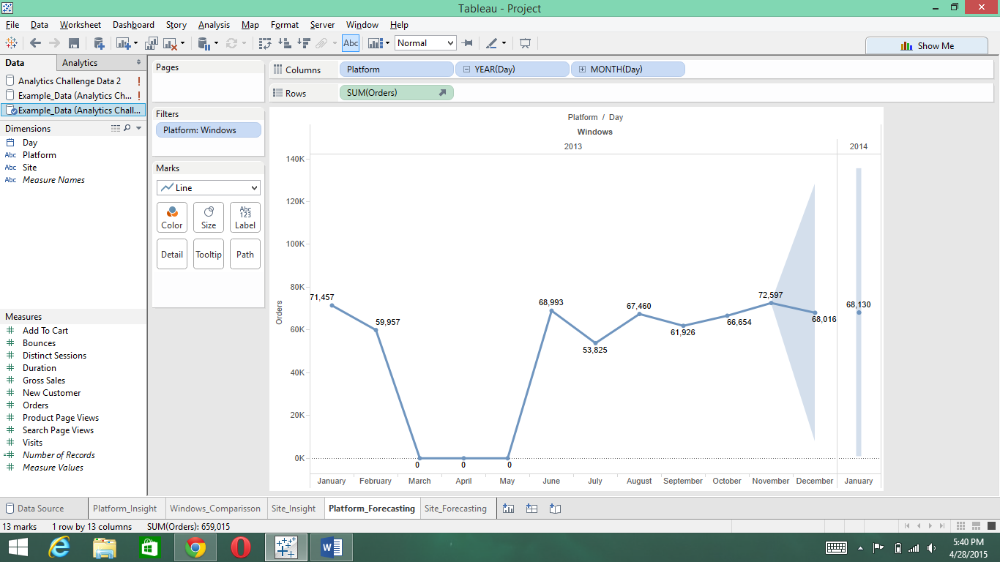 Tableau - Project
File Data Worksheet Dashboard Story Analysis Map Format Server Window Help
Abc Normal Show Me
Data Analytics
Analytics Challenge Data 2 !
Example_Data (Analytics Ch... !
Example_Data (Analytics Chall...
Dimensions
Day
Abc Platform
Abc Site
Abc Measure Names
Measures
# Add To Cart
# Bounces
# Distinct Sessions
# Duration
# Gross Sales
# New Customer
# Orders
# Product Page Views
# Search Page Views
# Visits
# Number of Records
# Measure Values
Pages
Filters
Platform: Windows
Marks
Line
Color Size Abc 123 Label
Detail Tooltip Path
Columns Platform YEAR(Day) MONTH(Day)
Rows SUM(Orders)
Platform / Day
Windows
2013 2014
Orders
140K
120K
100K
80K
60K
40K
20K
0K
71,457
59,957
0
0
0
68,993
53,825
67,460
61,926
66,654
72,597
68,016
68,130
January February March April May June July August September October November December January
Data Source Platform_Insight Windows_Comparisson Site_Insight Platform_Forecasting Site_Forecasting
13 marks 1 row by 13 columns SUM(Orders): 659,015
5:40 PM
4/28/2015